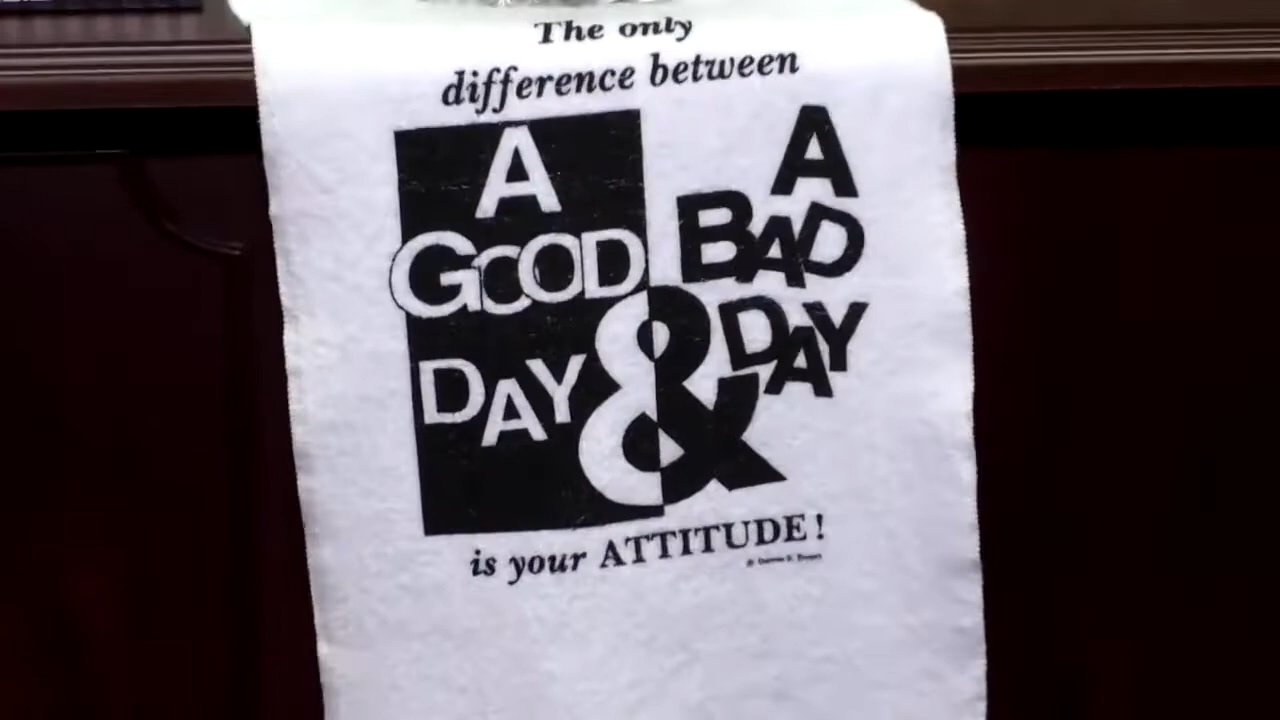 The only
difference between
A
GOOD
DAY
&
A
BAD
DAY
is your ATTITUDE!